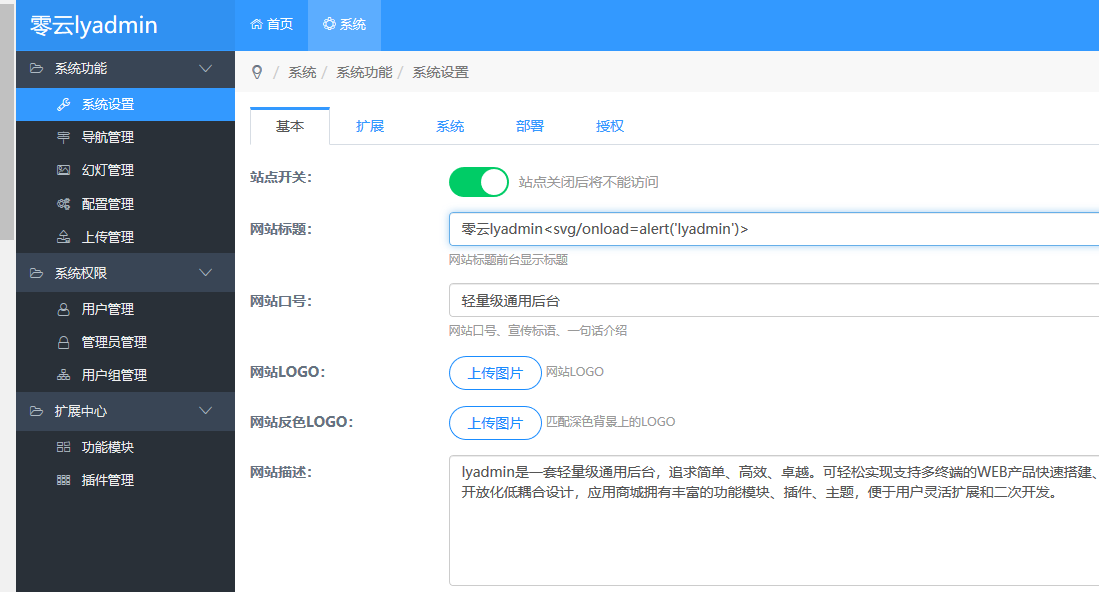 零云lyadmin
首页
系统
系统功能
系统设置
导航管理
幻灯管理
配置管理
上传管理
系统权限
用户管理
管理员管理
用户组管理
扩展中心
功能模块
插件管理
/ 系统 / 系统功能 / 系统设置
基本 扩展 系统 部署 授权
站点开关： 站点关闭后将不能访问
网站标题： 零云lyadmin<svg/onload=alert('lyadmin')>
网站标题前台显示标题
网站口号： 轻量级通用后台
网站口号、宣传标语、一句话介绍
网站LOGO： 上传图片 网站LOGO
网站反色LOGO： 上传图片 匹配深色背景上的LOGO
网站描述： lyadmin是一套轻量级通用后台，追求简单、高效、卓越。可轻松实现支持多终端的WEB产品快速搭建、
开放化低耦合设计，应用商城拥有丰富的功能模块、插件、主题，便于用户灵活扩展和二次开发。